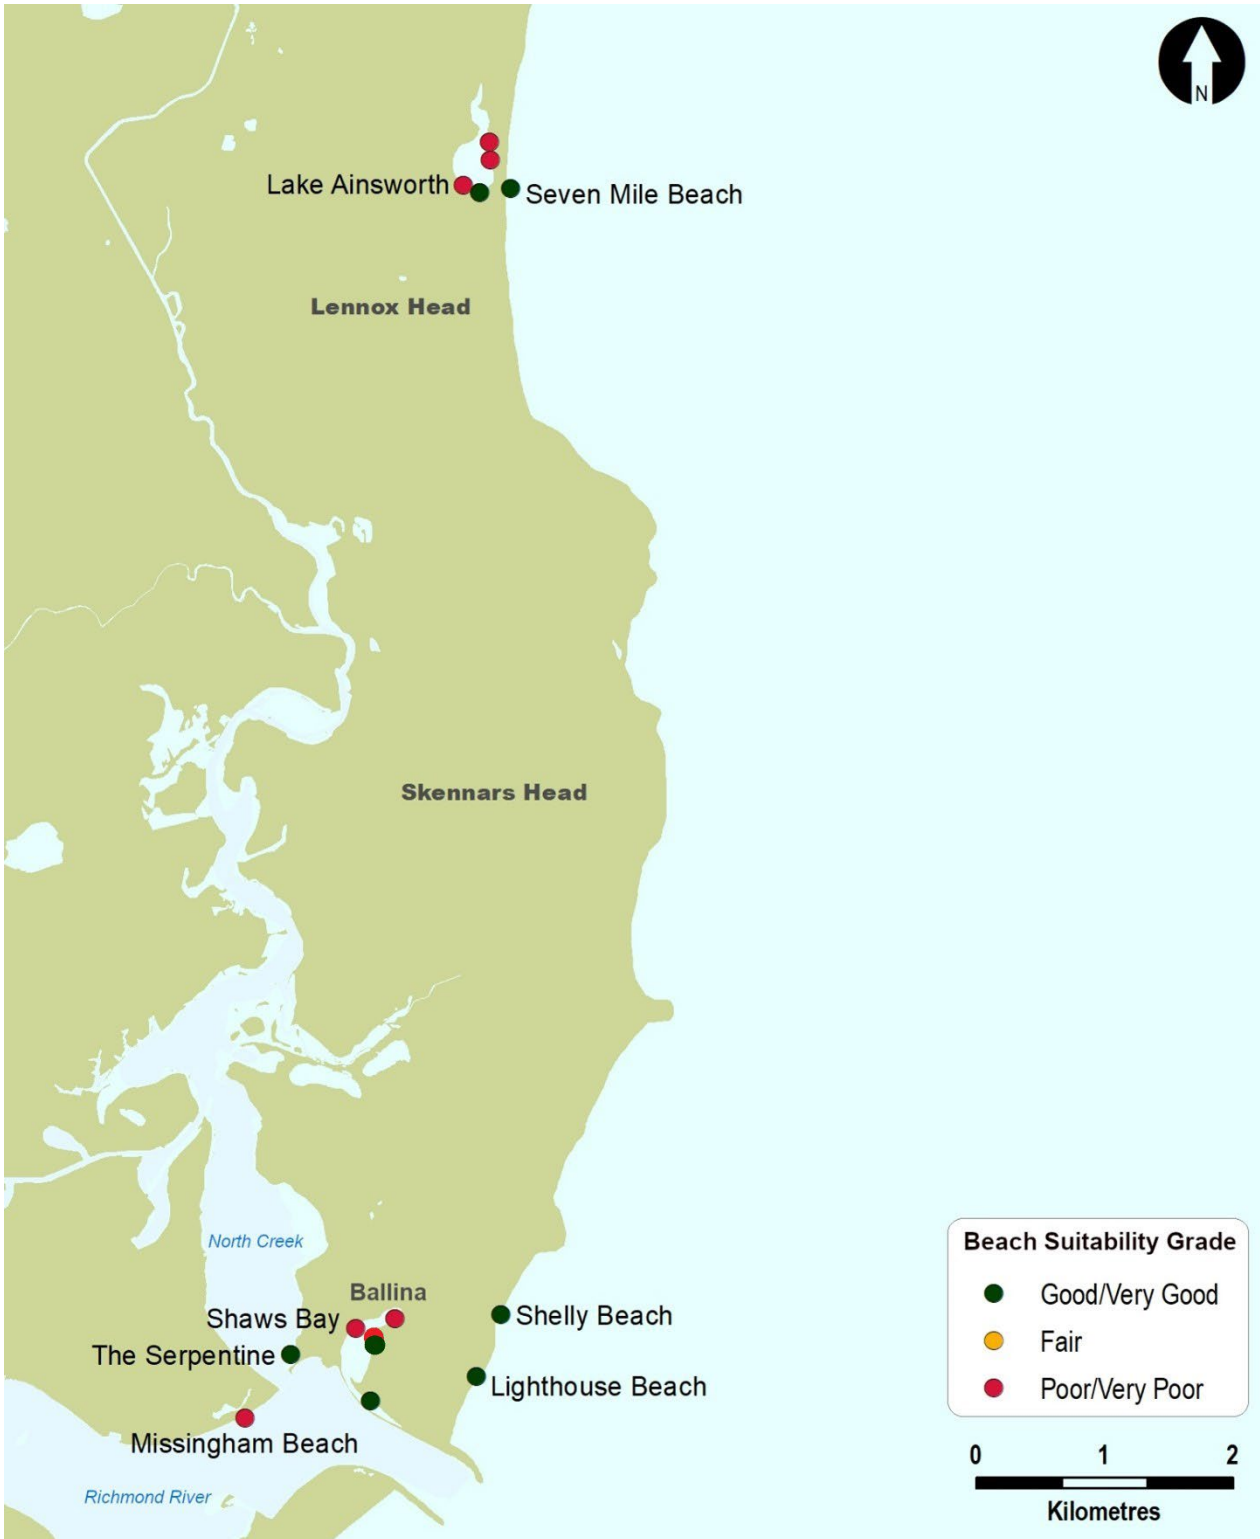 N
Lake Ainsworth
Seven Mile Beach
Lennox Head
Skennars Head
North Creek
Ballina
Shaws Bay
Shelly Beach
The Serpentine
Lighthouse Beach
Missingham Beach
Richmond River
Beach Suitability Grade
Good/Very Good
Fair
Poor/Very Poor
0 1 2
Kilometres